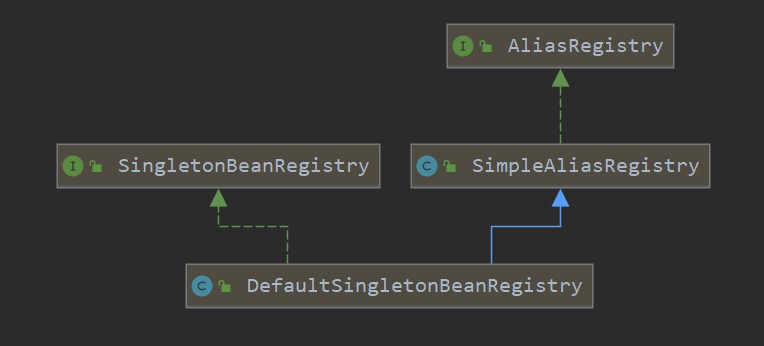 I AliasRegistry
I SingletonBeanRegistry
C SimpleAliasRegistry
C DefaultSingletonBeanRegistry